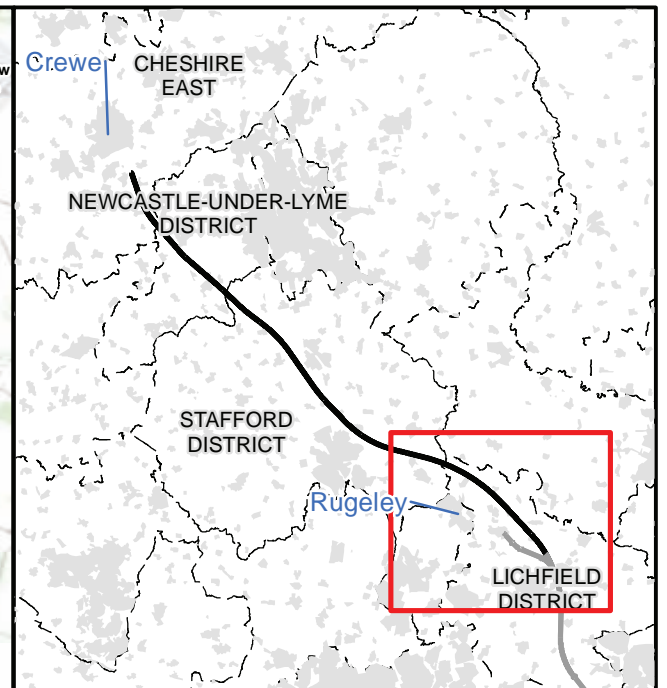 Crewe
CHESHIRE
EAST
NEWCASTLE-UNDER-LYME
DISTRICT
STAFFORD
DISTRICT
Rugeley
LICHFIELD
DISTRICT